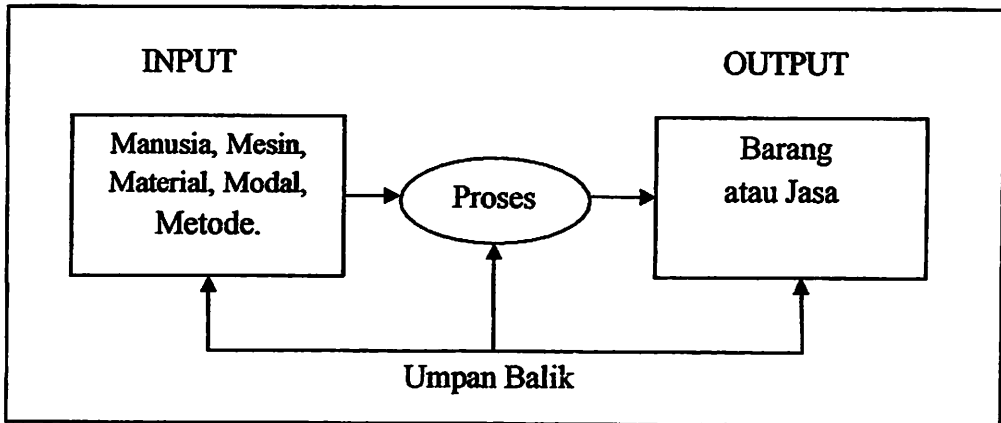 INPUT
OUTPUT
Manusia, Mesin,
Material, Modal,
Metode.
Proses
Barang
atau Jasa
Umpan Balik